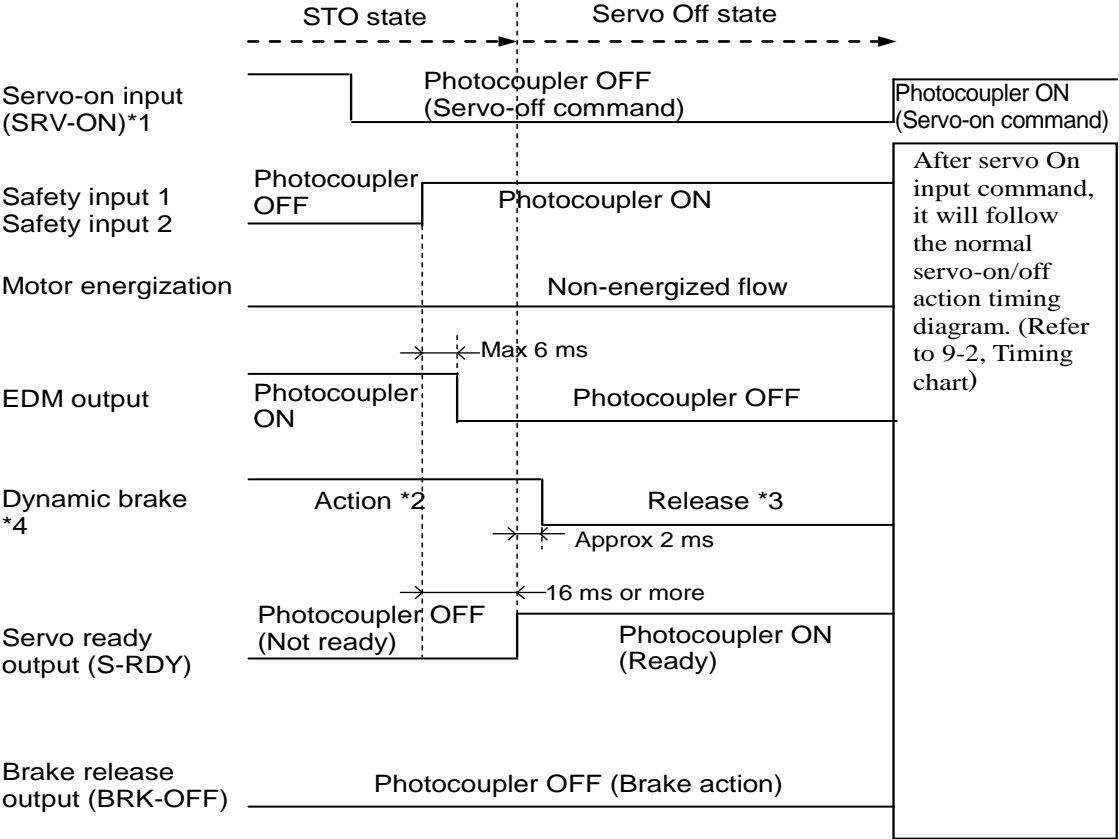 STO state
Servo Off state
Servo-on input
(SRV-ON)*1
Photocoupler OFF
(Servo-off command)
Photocoupler ON
(Servo-on command)
Safety input 1
Safety input 2
Photocoupler
OFF
Photocoupler ON
After servo On
input command,
it will follow
the normal
servo-on/off
action timing
diagram. (Refer
to 9-2, Timing
chart)
Motor energization
Non-energized flow
Max 6 ms
EDM output
Photocoupler
ON
Photocoupler OFF
Dynamic brake
*4
Action *2
Release *3
Approx 2 ms
16 ms or more
Servo ready
output (S-RDY)
Photocoupler OFF
(Not ready)
Photocoupler ON
(Ready)
Brake release
output (BRK-OFF)
Photocoupler OFF (Brake action)